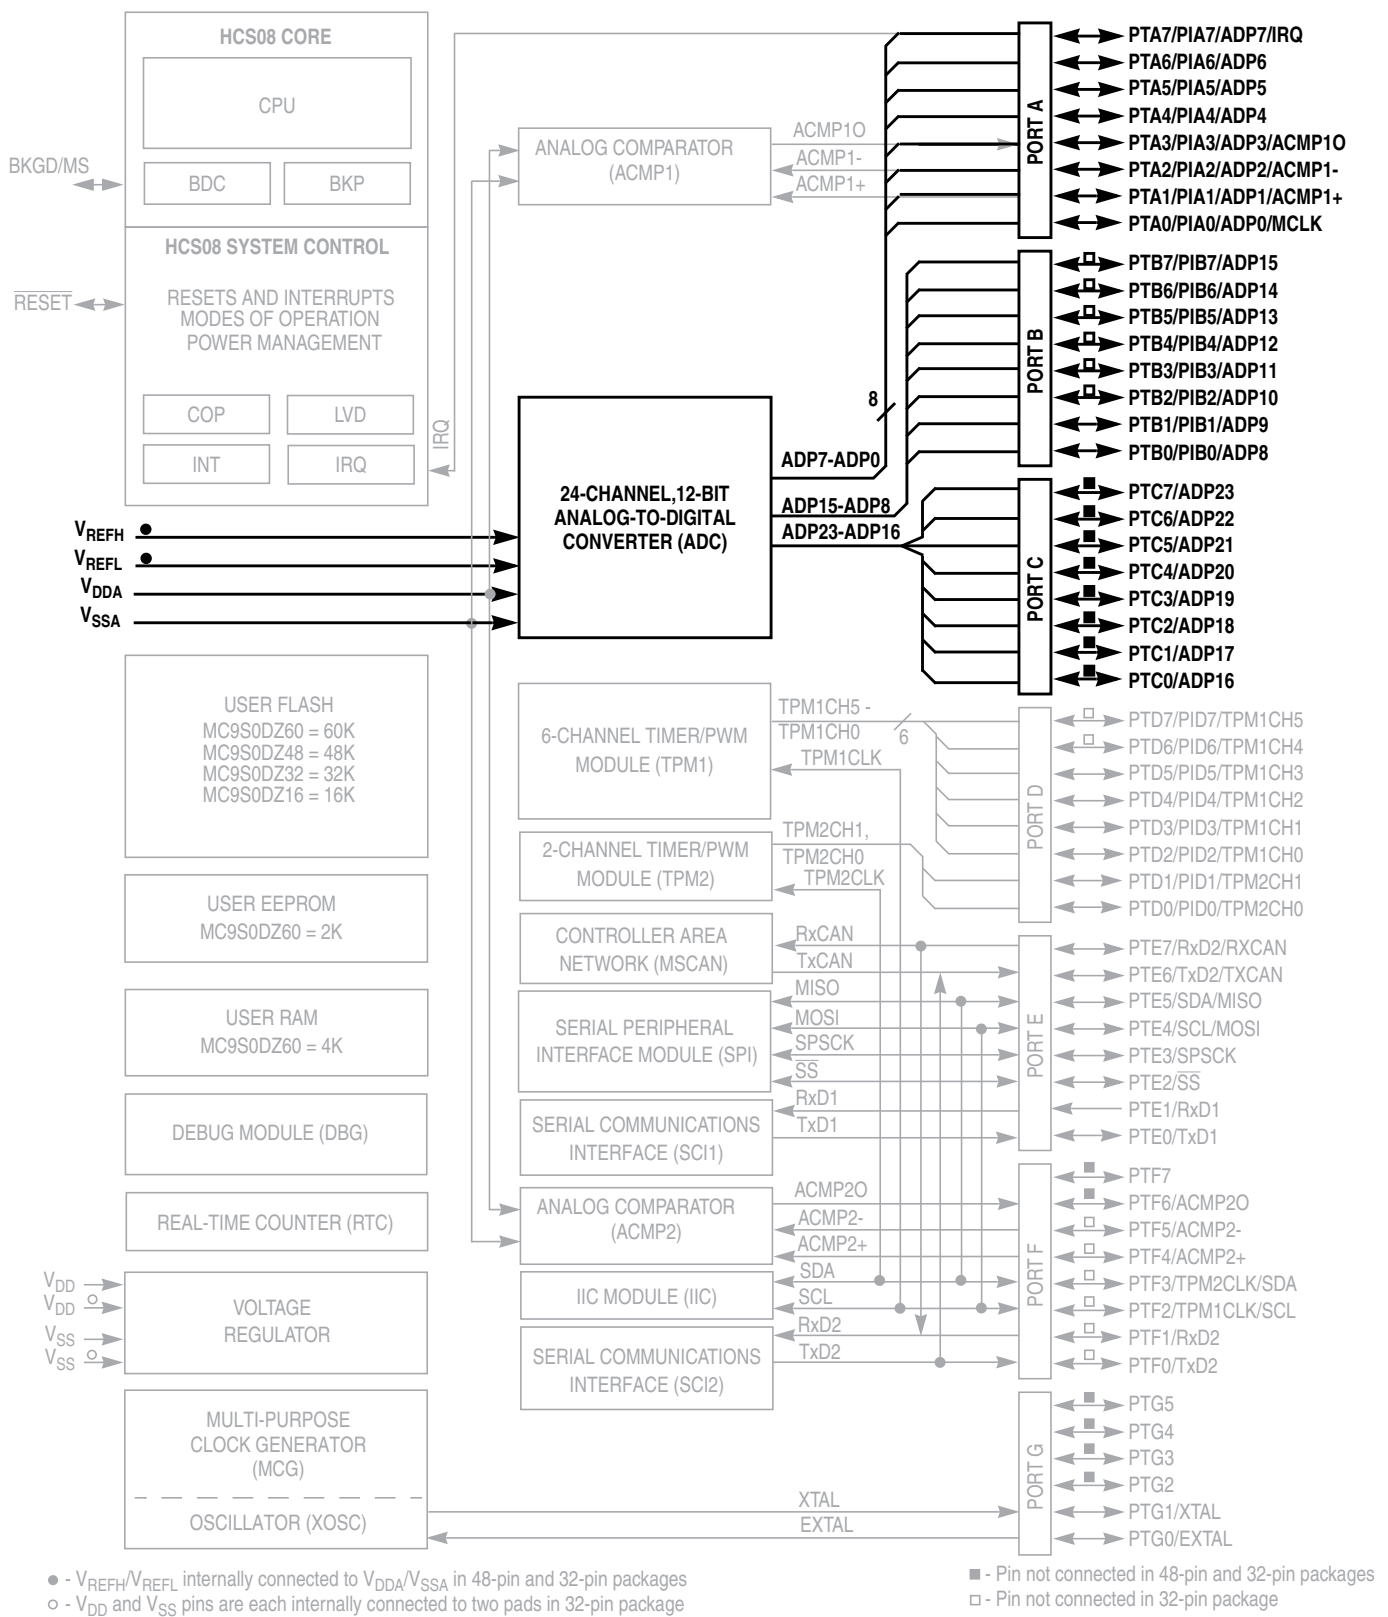 HCS08 CORE
CPU
BDC
BKP
BKGD/MS
HCS08 SYSTEM CONTROL
RESETS AND INTERRUPTS
MODES OF OPERATION
POWER MANAGEMENT
RESET
COP
LVD
INT
IRQ
IRQ
VREFH
VREFL
VDDA
VSSA
USER FLASH
MC9S0DZ60 = 60K
MC9S0DZ48 = 48K
MC9S0DZ32 = 32K
MC9S0DZ16 = 16K
USER EEPROM
MC9S0DZ60 = 2K
USER RAM
MC9S0DZ60 = 4K
DEBUG MODULE (DBG)
REAL-TIME COUNTER (RTC)
VDD
VDD
VSS
VSS
VOLTAGE
REGULATOR
MULTI-PURPOSE
CLOCK GENERATOR
(MCG)
OSCILLATOR (XOSC)
ANALOG COMPARATOR
(ACMP1)
ACMP1O
ACMP1-
ACMP1+
24-CHANNEL,12-BIT
ANALOG-TO-DIGITAL
CONVERTER (ADC)
8
ADP7-ADP0
ADP15-ADP8
ADP23-ADP16
6-CHANNEL TIMER/PWM
MODULE (TPM1)
TPM1CH5 -
TPM1CH0
6
TPM1CLK
2-CHANNEL TIMER/PWM
MODULE (TPM2)
TPM2CH1,
TPM2CH0
TPM2CLK
CONTROLLER AREA
NETWORK (MSCAN)
RxCAN
TxCAN
SERIAL PERIPHERAL
INTERFACE MODULE (SPI)
MISO
MOSI
SPSCK
SS
SERIAL COMMUNICATIONS
INTERFACE (SCI1)
RxD1
TxD1
ANALOG COMPARATOR
(ACMP2)
ACMP2O
ACMP2-
ACMP2+
IIC MODULE (IIC)
SDA
SCL
SERIAL COMMUNICATIONS
INTERFACE (SCI2)
RxD2
TxD2
XTAL
EXTAL
PORT A
PTA7/PIA7/ADP7/IRQ
PTA6/PIA6/ADP6
PTA5/PIA5/ADP5
PTA4/PIA4/ADP4
PTA3/PIA3/ADP3/ACMP1O
PTA2/PIA2/ADP2/ACMP1-
PTA1/PIA1/ADP1/ACMP1+
PTA0/PIA0/ADP0/MCLK
PORT B
PTB7/PIB7/ADP15
PTB6/PIB6/ADP14
PTB5/PIB5/ADP13
PTB4/PIB4/ADP12
PTB3/PIB3/ADP11
PTB2/PIB2/ADP10
PTB1/PIB1/ADP9
PTB0/PIB0/ADP8
PORT C
PTC7/ADP23
PTC6/ADP22
PTC5/ADP21
PTC4/ADP20
PTC3/ADP19
PTC2/ADP18
PTC1/ADP17
PTC0/ADP16
PORT D
PTD7/PID7/TPM1CH5
PTD6/PID6/TPM1CH4
PTD5/PID5/TPM1CH3
PTD4/PID4/TPM1CH2
PTD3/PID3/TPM1CH1
PTD2/PID2/TPM1CH0
PTD1/PID1/TPM2CH1
PTD0/PID0/TPM2CH0
PORT E
PTE7/RxD2/RXCAN
PTE6/TxD2/TXCAN
PTE5/SDA/MISO
PTE4/SCL/MOSI
PTE3/SPSCK
PTE2/SS
PTE1/RxD1
PTE0/TxD1
PORT F
PTF7
PTF6/ACMP2O
PTF5/ACMP2-
PTF4/ACMP2+
PTF3/TPM2CLK/SDA
PTF2/TPM1CLK/SCL
PTF1/RxD2
PTF0/TxD2
PORT G
PTG5
PTG4
PTG3
PTG2
PTG1/XTAL
PTG0/EXTAL
● - VREFH/VREFL internally connected to VDDA/VSSA in 48-pin and 32-pin packages
○ - VDD and VSS pins are each internally connected to two pads in 32-pin package
■ - Pin not connected in 48-pin and 32-pin packages
□ - Pin not connected in 32-pin package